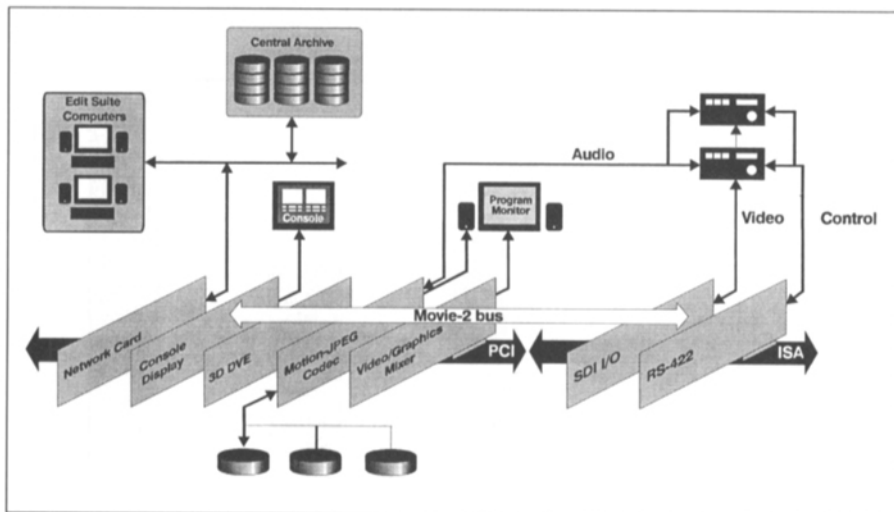 Central Archive
Edit Suite
Computers
Console
Program
Monitor
Audio
Video
Control
Movie-2 bus
Network Card
Console
Display
3D DVE
Motion-JPEG
Codec
Video/Graphics
Mixer
PCI
SDI I/O
RS-422
ISA